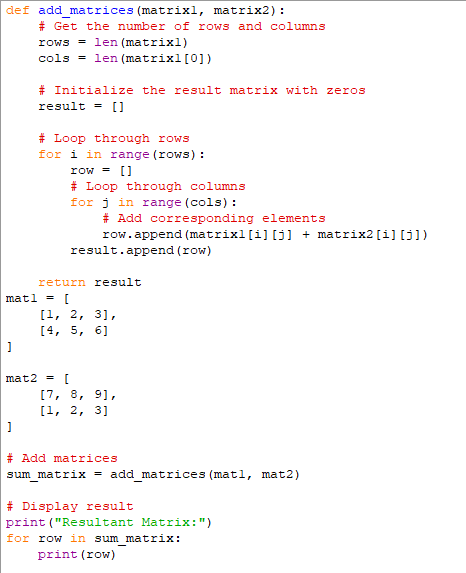 def add_matrices(matrix1, matrix2):
    # Get the number of rows and columns
    rows = len(matrix1)
    cols = len(matrix1[0])

    # Initialize the result matrix with zeros
    result = []

    # Loop through rows
    for i in range(rows):
        row = []
        # Loop through columns
        for j in range(cols):
            # Add corresponding elements
            row.append(matrix1[i][j] + matrix2[i][j])
        result.append(row)

    return result
mat1 = [
    [1, 2, 3],
    [4, 5, 6]
]

mat2 = [
    [7, 8, 9],
    [1, 2, 3]
]

# Add matrices
sum_matrix = add_matrices(mat1, mat2)

# Display result
print("Resultant Matrix:")
for row in sum_matrix:
    print(row)